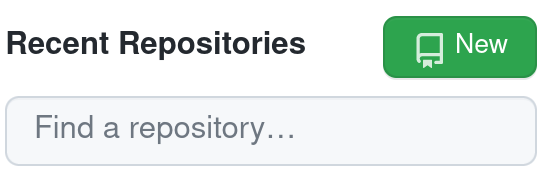 Recent Repositories
New
Find a repository…